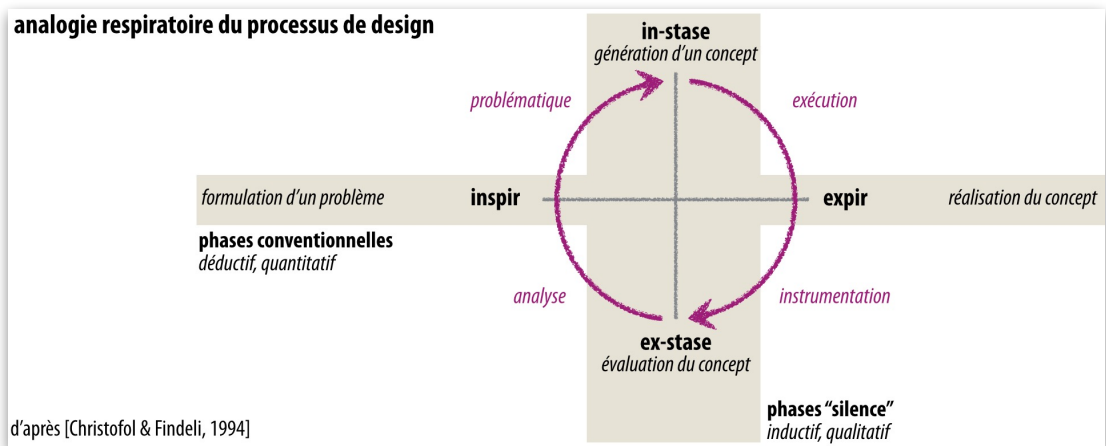 analogie respiratoire du processus de design
in-stase
génération d’un concept
problématique
exécution
formulation d’un problème
inspir
expir
réalisation du concept
phases conventionnelles
déductif, quantitatif
analyse
instrumentation
ex-stase
évaluation du concept
phases “silence”
inductif, qualitatif
d’après [Christofol & Findeli, 1994]